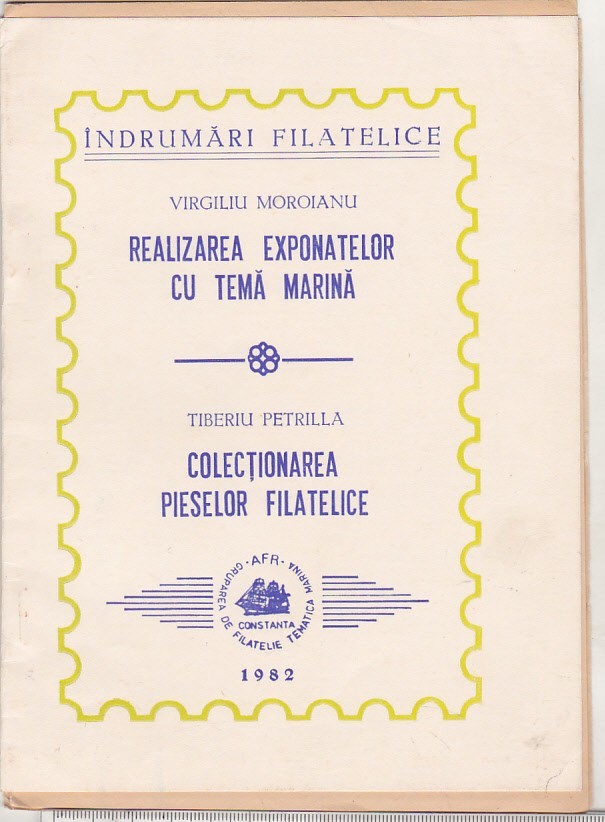 ÎNDRUMĂRI FILATELICE
VIRGILIU MOROIANU
REALIZAREA EXPONATELOR
CU TEMĂ MARINĂ
TIBERIU PETRILLA
COLECȚIONAREA
PIESELOR FILATELICE
· AFR ·
GRUPAREA DE FILATELIE TEMATICA MARINA
CONSTANTA
1982